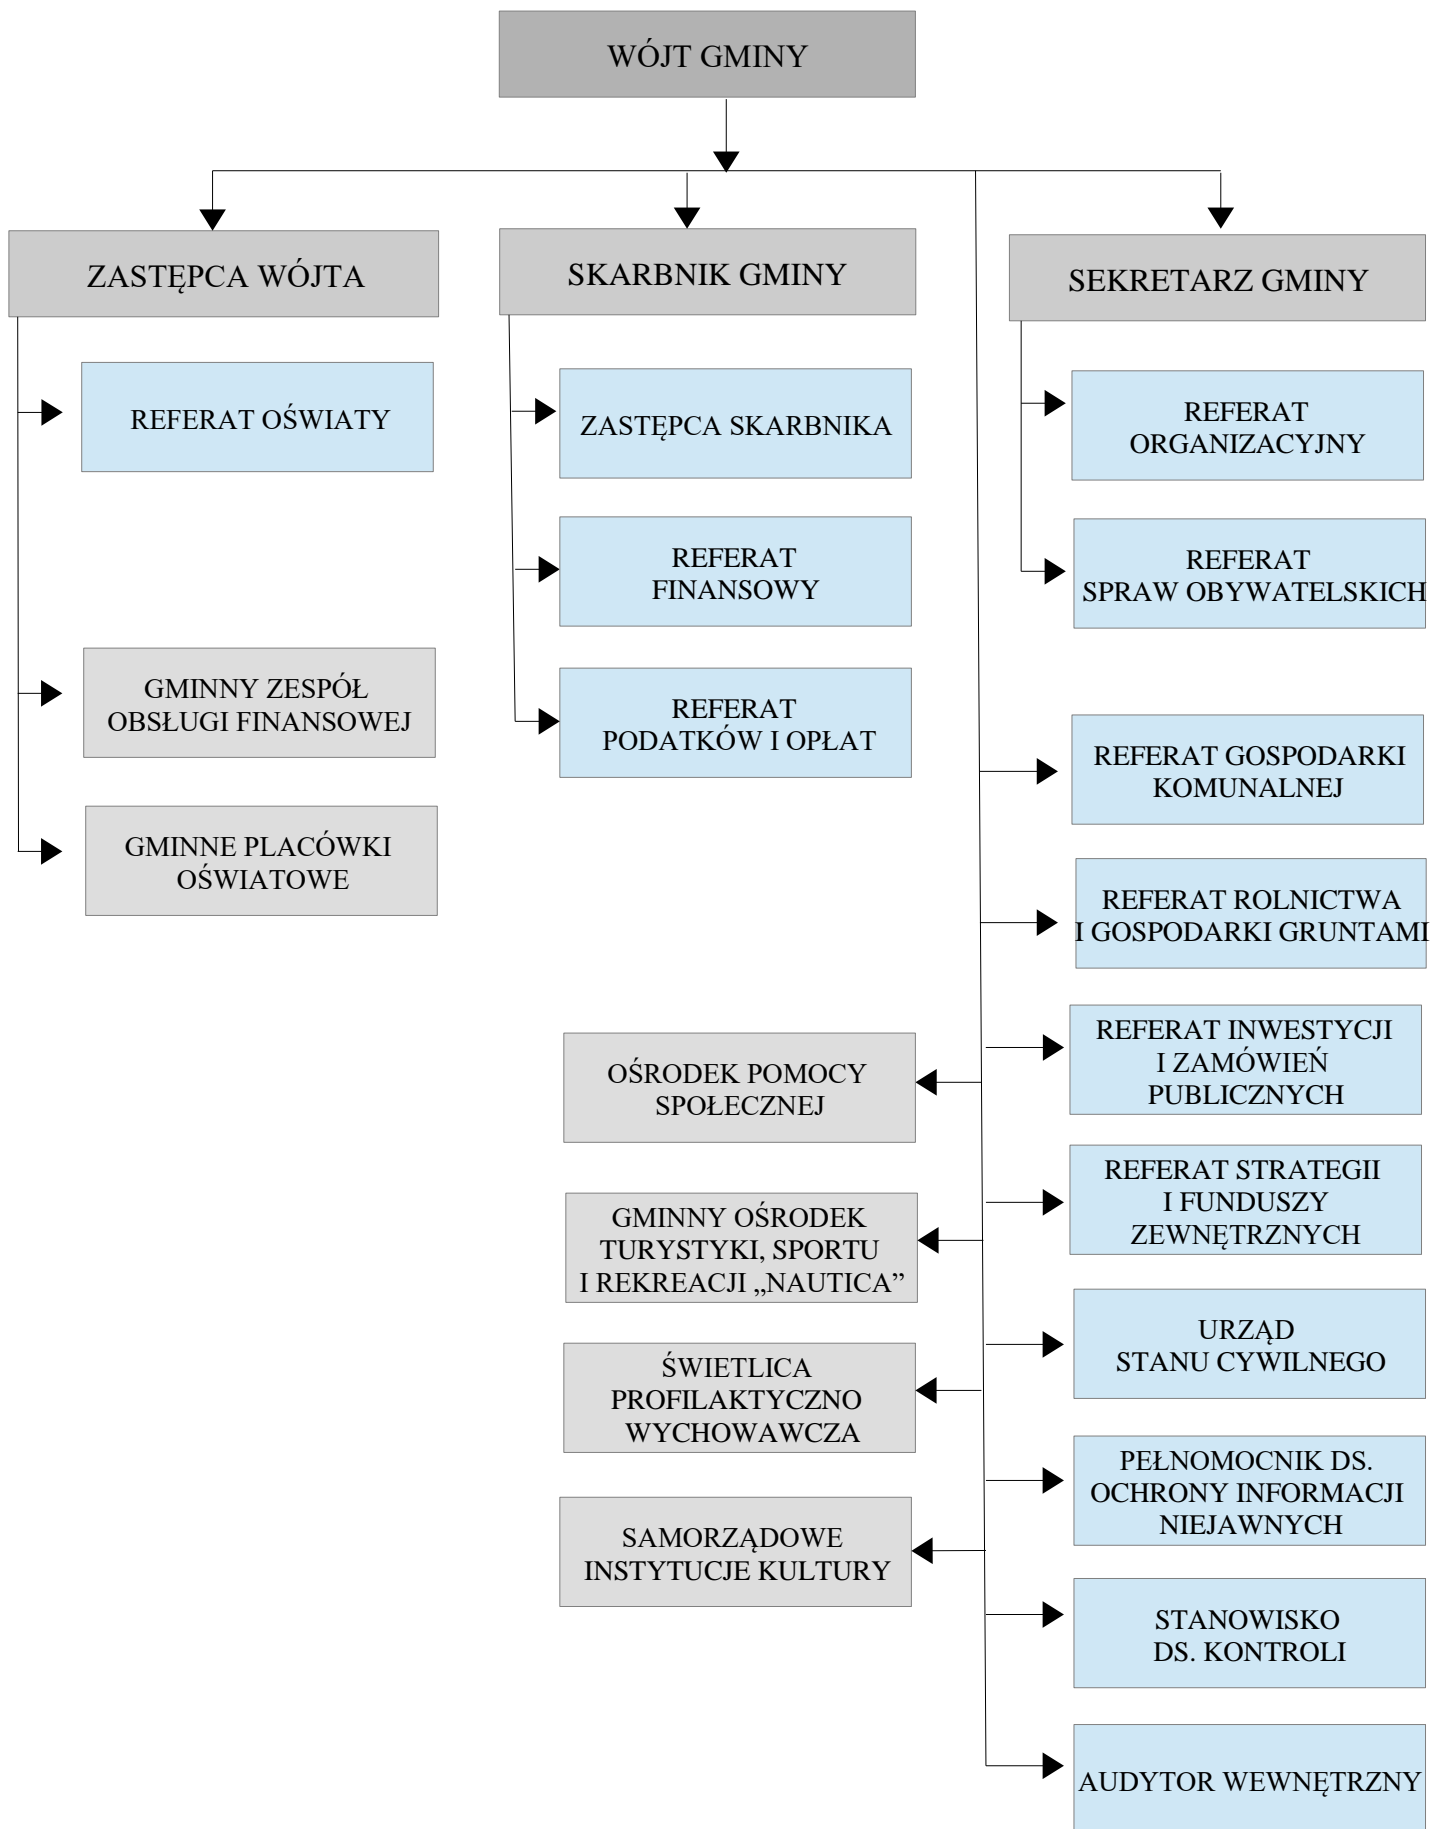 WÓJT GMINY
ZASTĘPCA WÓJTA
SKARBNIK GMINY
SEKRETARZ GMINY
REFERAT OŚWIATY
GMINNY ZESPÓŁ
OBSŁUGI FINANSOWEJ
GMINNE PLACÓWKI
OŚWIATOWE
ZASTĘPCA SKARBNIKA
REFERAT
FINANSOWY
REFERAT
PODATKÓW I OPŁAT
REFERAT
ORGANIZACYJNY
REFERAT
SPRAW OBYWATELSKICH
REFERAT GOSPODARKI
KOMUNALNEJ
REFERAT ROLNICTWA
I GOSPODARKI GRUNTAMI
REFERAT INWESTYCJI
I ZAMÓWIEŃ
PUBLICZNYCH
REFERAT STRATEGII
I FUNDUSZY
ZEWNĘTRZNYCH
URZĄD
STANU CYWILNEGO
PEŁNOMOCNIK DS.
OCHRONY INFORMACJI
NIEJAWNYCH
STANOWISKO
DS. KONTROLI
AUDYTOR WEWNĘTRZNY
OŚRODEK POMOCY
SPOŁECZNEJ
GMINNY OŚRODEK
TURYSTYKI, SPORTU
I REKREACJI „NAUTICA”
ŚWIETLICA
PROFILAKTYCZNO
WYCHOWAWCZA
SAMORZĄDOWE
INSTYTUCJE KULTURY